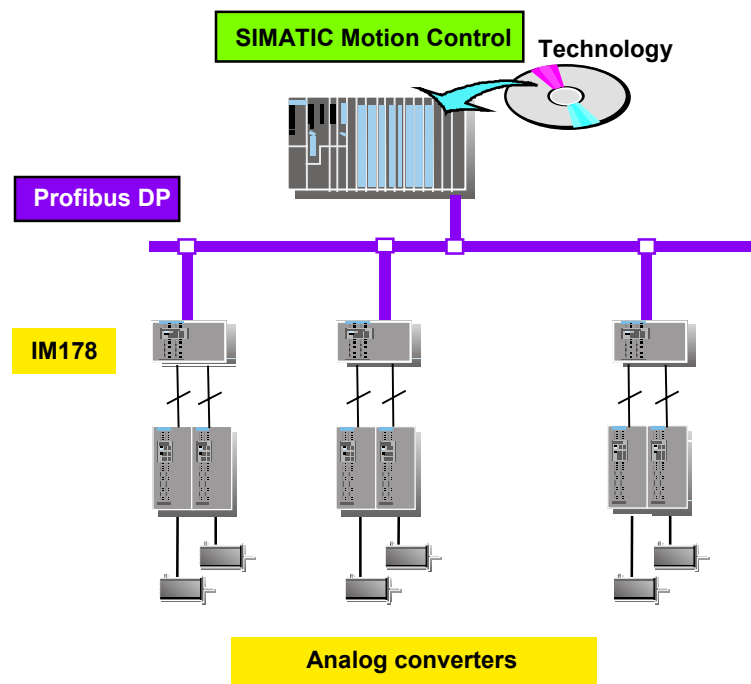 SIMATIC Motion Control
Technology
Profibus DP
IM178
Analog converters